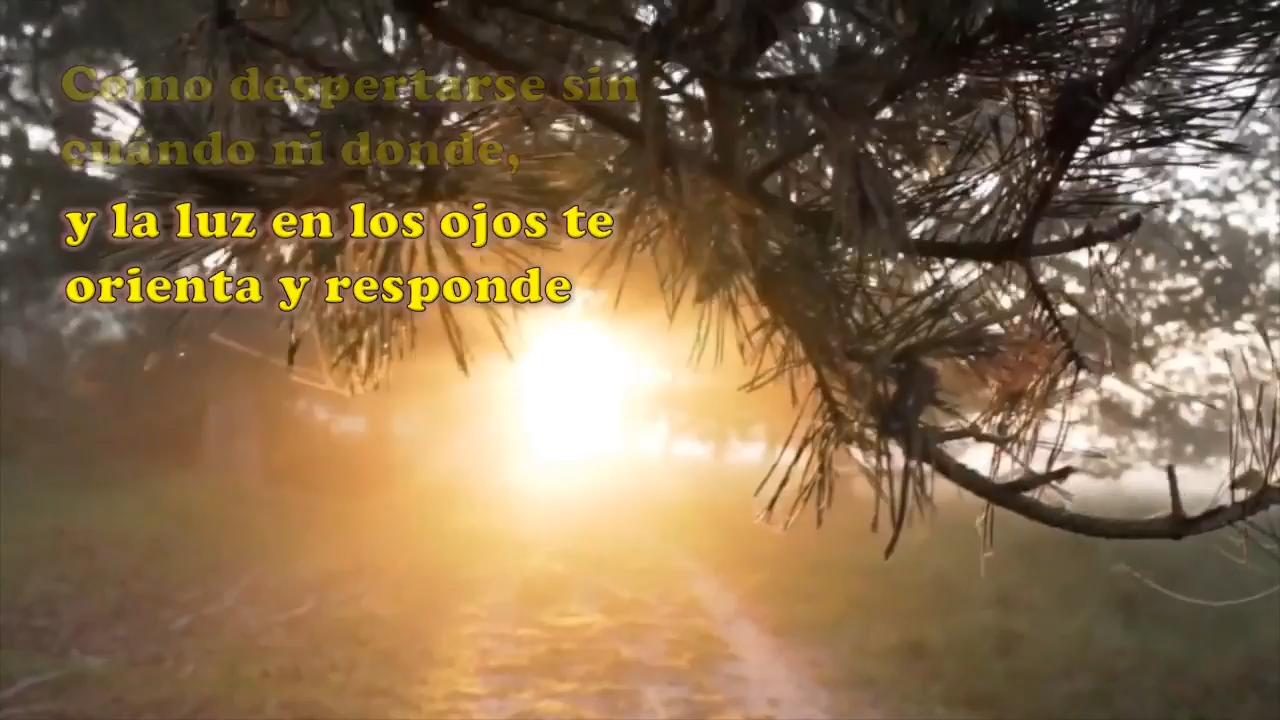 Como despertarse sin
cuándo ni donde,
y la luz en los ojos te
orienta y responde